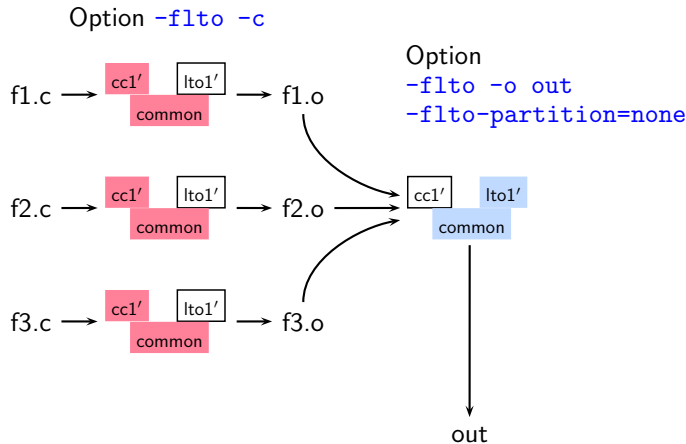 Option -flto -c
Option
-flto -o out
-flto-partition=none
f1.c
cc1′
lto1′
common
f1.o
f2.c
cc1′
lto1′
common
f2.o
cc1′
lto1′
common
f3.c
cc1′
lto1′
common
f3.o
out